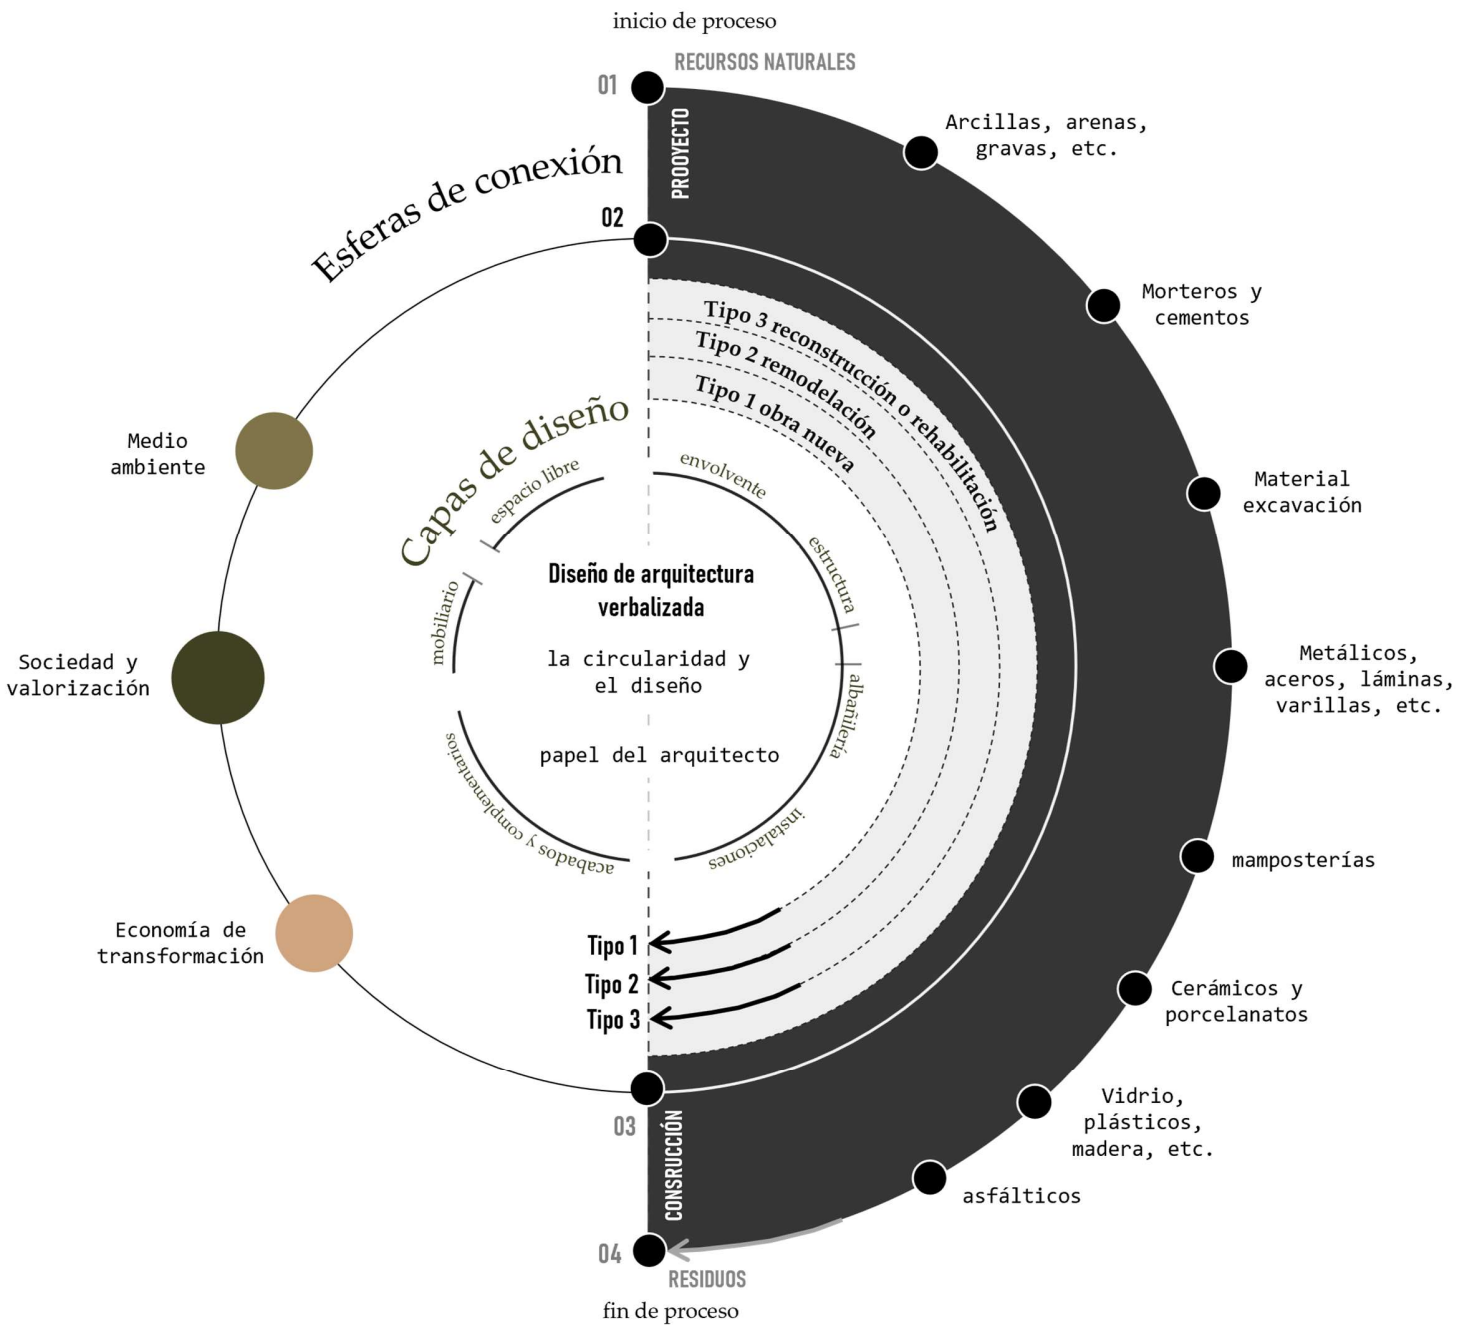 inicio de proceso
RECURSOS NATURALES
01
PROOYECTO
Arcillas, arenas,
gravas, etc.
Esferas de conexión
02
Morteros y
cementos
Tipo 3 reconstrucción o rehabilitación
Tipo 2 remodelación
Tipo 1 obra nueva
Capas de diseño
Medio
ambiente
espacio libre
envolvente
Material
excavación
estructura
mobiliario
Diseño de arquitectura
verbalizada
la circularidad y
el diseño
papel del arquitecto
Sociedad y
valorización
Metálicos,
aceros, láminas,
varillas, etc.
albañilería
acabados y complementarios
instalaciones
mamposterías
Economía de
transformación
Tipo 1
Tipo 2
Tipo 3
Cerámicos y
porcelanatos
Vidrio,
plásticos,
madera, etc.
03
CONSRUCCIÓN
asfálticos
04
RESIDUOS
fin de proceso